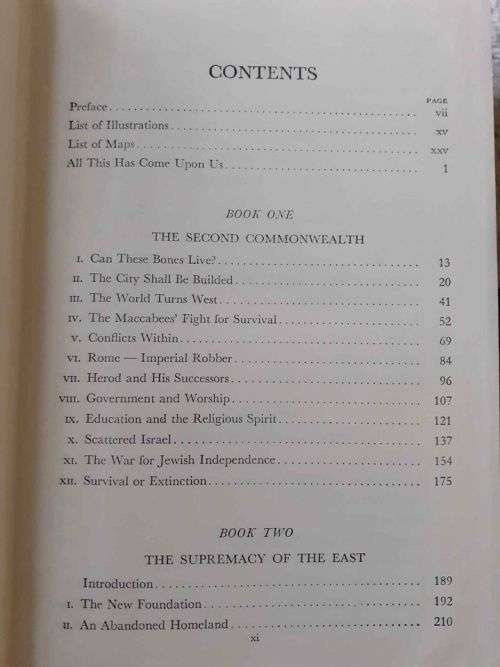 CONTENTS
PAGE
Preface vii
List of Illustrations xv
List of Maps xxv
All This Has Come Upon Us 1
BOOK ONE
THE SECOND COMMONWEALTH
I. Can These Bones Live? 13
II. The City Shall Be Builded 20
III. The World Turns West 41
IV. The Maccabees' Fight for Survival 52
V. Conflicts Within 69
VI. Rome — Imperial Robber 84
VII. Herod and His Successors 96
VIII. Government and Worship 107
IX. Education and the Religious Spirit 121
X. Scattered Israel 137
XI. The War for Jewish Independence 154
XII. Survival or Extinction 175
BOOK TWO
THE SUPREMACY OF THE EAST
Introduction 189
I. The New Foundation 192
II. An Abandoned Homeland 210
xi